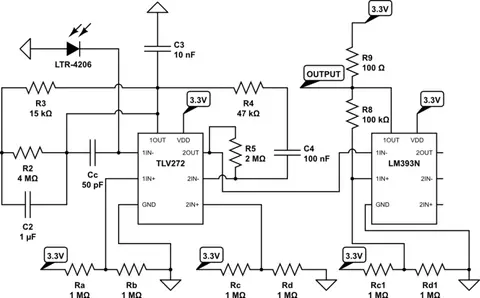 3.3V
C3
10 nF
R9
100 Ω
LTR-4206
OUTPUT
R3
15 kΩ
3.3V
R4
47 kΩ
R8
100 kΩ
3.3V
1OUT VDD
1IN- 2OUT
TLV272
1IN+ 2IN-
GND 2IN+
R5
2 MΩ
C4
100 nF
1OUT VDD
1IN- 2OUT
LM393N
1IN+ 2IN-
GND 2IN+
R2
4 MΩ
Cc
50 pF
C2
1 µF
3.3V
Ra
1 MΩ
Rb
1 MΩ
3.3V
Rc
1 MΩ
Rd
1 MΩ
3.3V
Rc1
1 MΩ
Rd1
1 MΩ